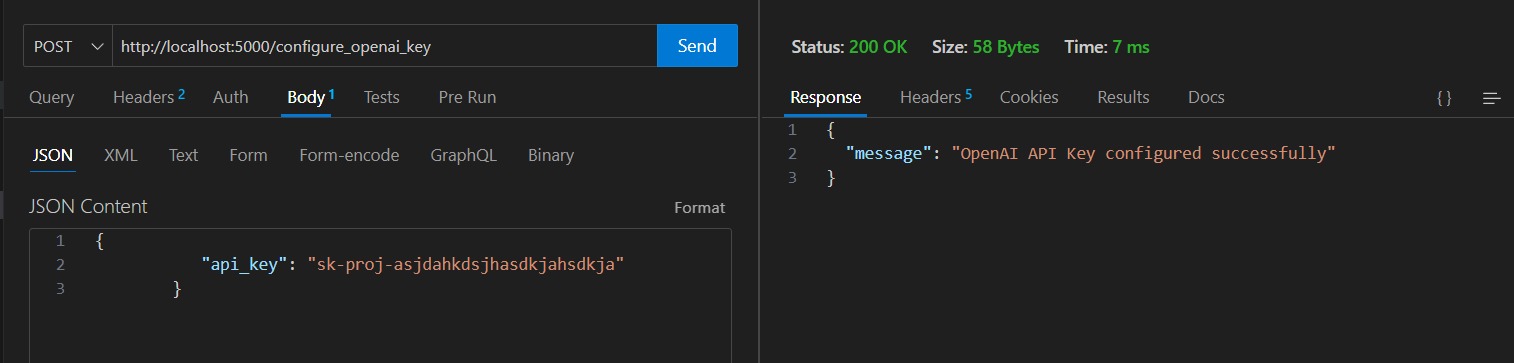 POST http://localhost:5000/configure_openai_key Send
Query Headers 2 Auth Body 1 Tests Pre Run
JSON XML Text Form Form-encode GraphQL Binary
JSON Content Format
1 {
2 "api_key": "sk-proj-asjdahkdsjhasdkjahsdkja"
3 }
Status: 200 OK Size: 58 Bytes Time: 7 ms
Response Headers 5 Cookies Results Docs { }
1 {
2 "message": "OpenAI API Key configured successfully"
3 }